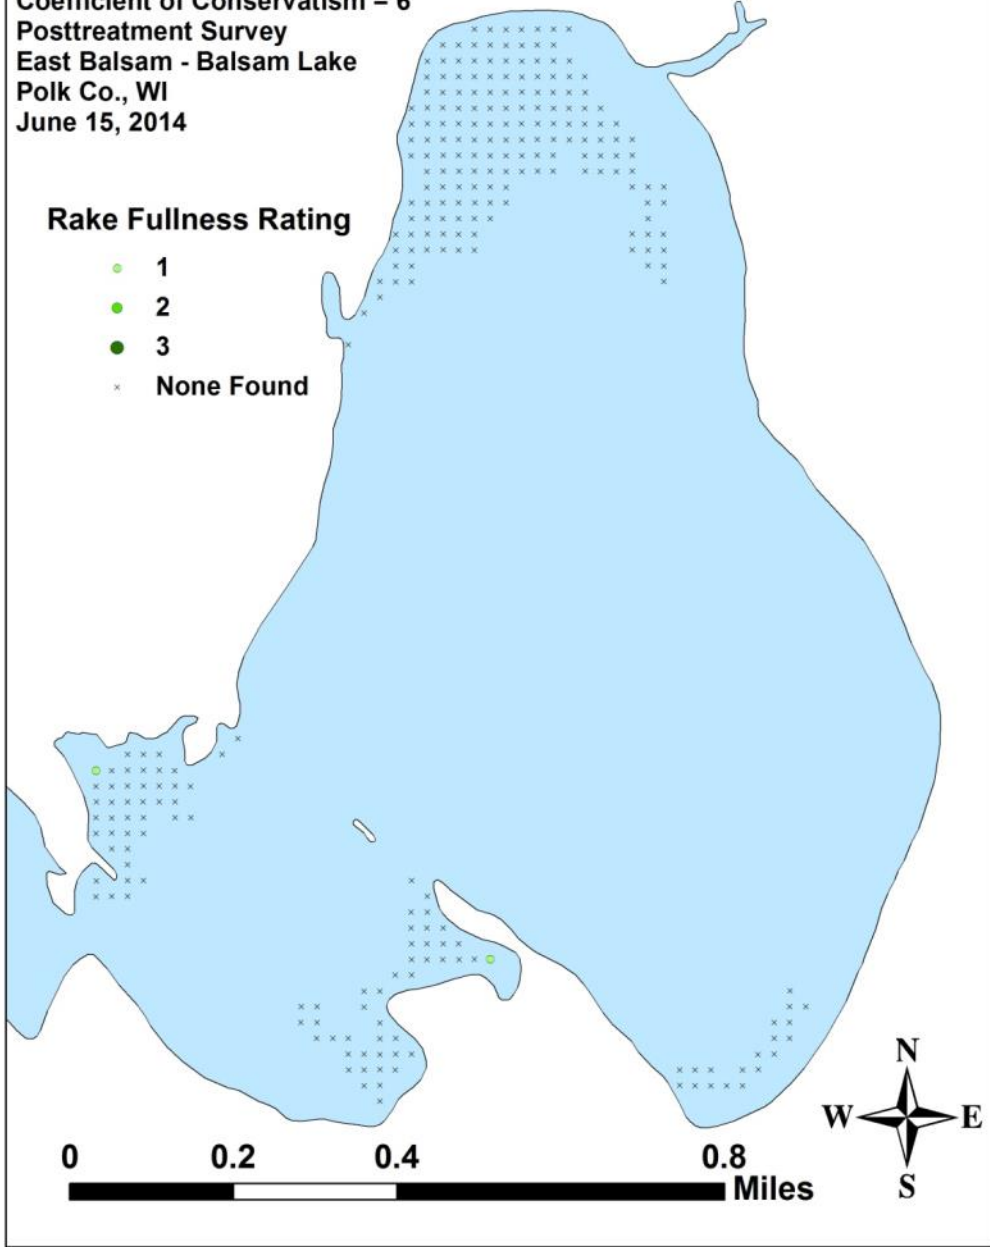 Coefficient of Conservatism – 6
Posttreatment Survey
East Balsam - Balsam Lake
Polk Co., WI
June 15, 2014
Rake Fullness Rating
1
2
3
None Found
N
W E
S
0 0.2 0.4 0.8
Miles